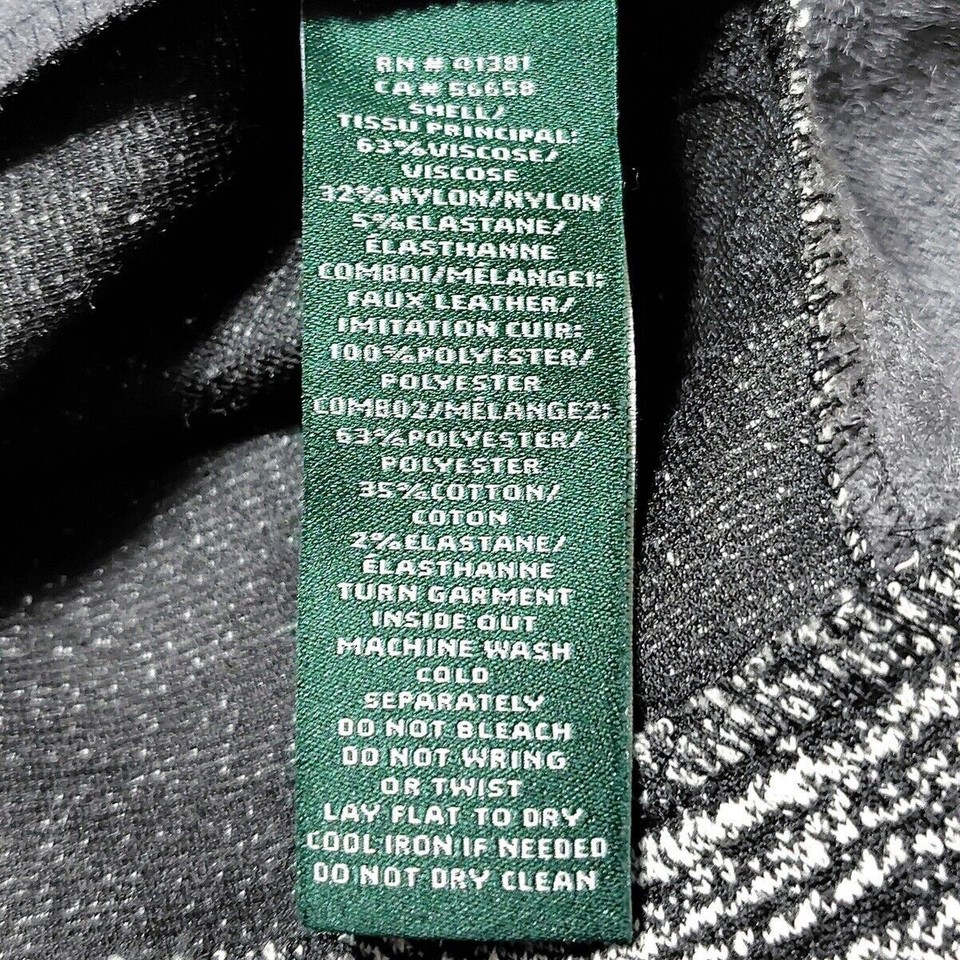 RN # 41381
CA # 56658
SHELL/
TISSU PRINCIPAL:
63%VISCOSE/
VISCOSE
32%NYLON/NYLON
5%ELASTANE/
ÉLASTHANNE
COMBO1/MÉLANGE1:
FAUX LEATHER/
IMITATION CUIR:
100%POLYESTER/
POLYESTER
COMBO2/MÉLANGE2:
63%POLYESTER/
POLYESTER
35%COTTON/
COTON
2%ELASTANE/
ÉLASTHANNE
TURN GARMENT
INSIDE OUT
MACHINE WASH
COLD
SEPARATELY
DO NOT BLEACH
DO NOT WRING
OR TWIST
LAY FLAT TO DRY
COOL IRON IF NEEDED
DO NOT DRY CLEAN